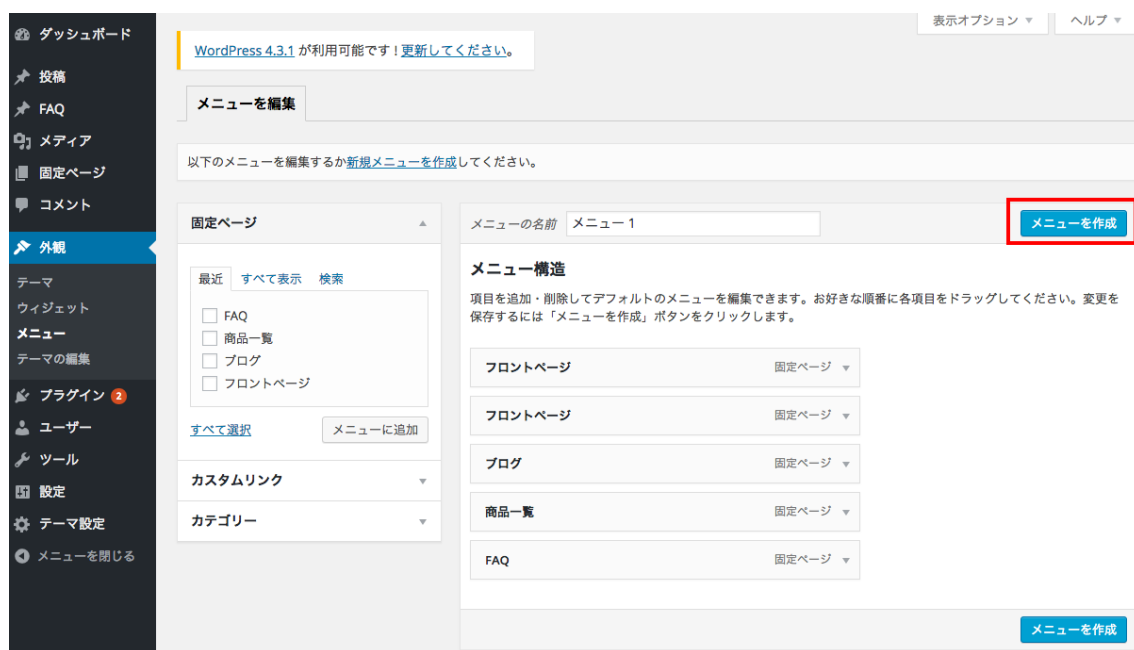 表示オプション
ヘルプ
ダッシュボード
投稿
FAQ
メディア
固定ページ
コメント
外観
テーマ
ウィジェット
メニュー
テーマの編集
プラグイン 2
ユーザー
ツール
設定
テーマ設定
メニューを閉じる
WordPress 4.3.1 が利用可能です ! 更新してください。
メニューを編集
以下のメニューを編集するか新規メニューを作成してください。
固定ページ
最近 すべて表示 検索
FAQ
商品一覧
ブログ
フロントページ
すべて選択 メニューに追加
カスタムリンク
カテゴリー
メニューの名前 メニュー 1 メニューを作成
メニュー構造
項目を追加・削除してデフォルトのメニューを編集できます。お好きな順番に各項目をドラッグしてください。変更を
保存するには「メニューを作成」ボタンをクリックします。
フロントページ 固定ページ
フロントページ 固定ページ
ブログ 固定ページ
商品一覧 固定ページ
FAQ 固定ページ
メニューを作成